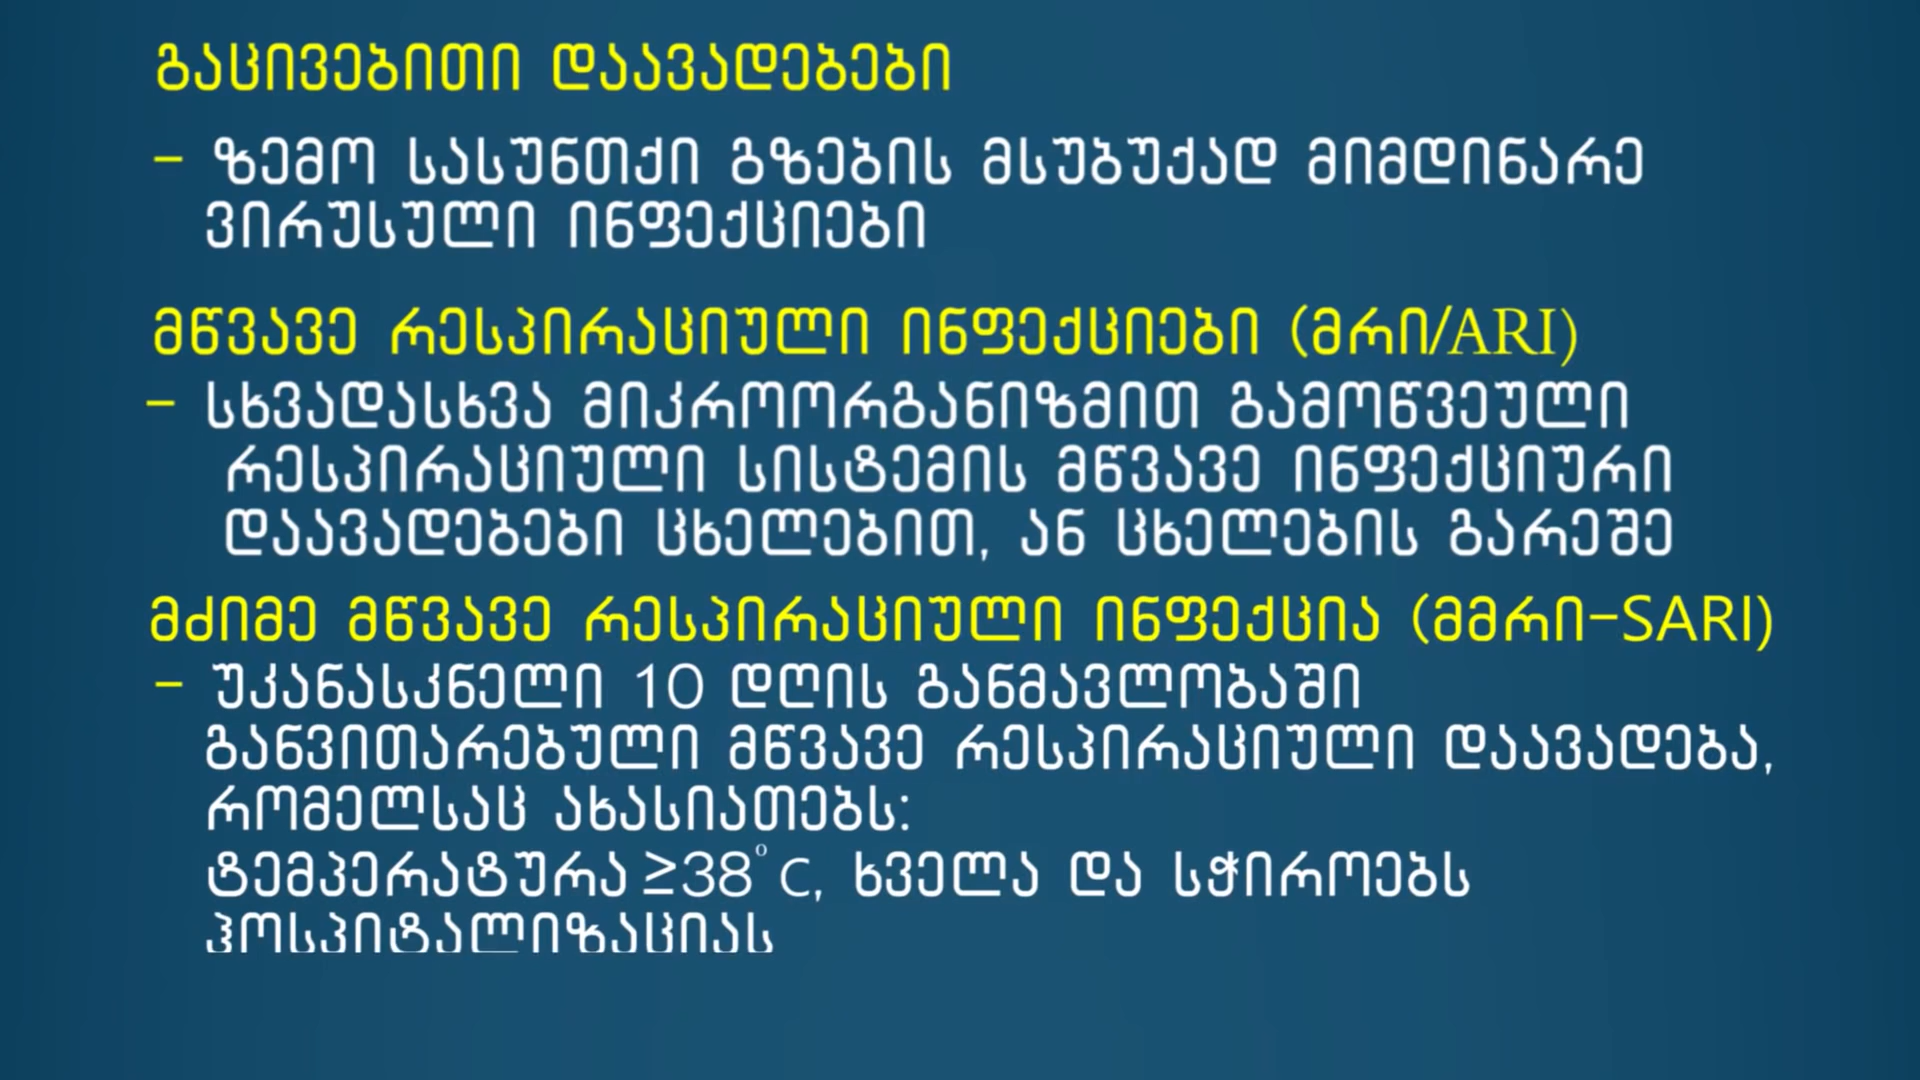 გაცივებითი დაავადებები
- ზემო სასუნთქი გზების მსუბუქად მიმდინარე
ვირუსული ინფექციები
მწვავე რესპირაციული ინფექციები (მრი/ARI)
- სხვადასხვა მიკროორგანიზმით გამოწვეული
რესპირაციული სისტემის მწვავე ინფექციური
დაავადებები ცხელებით, ან ცხელების გარეშე
მძიმე მწვავე რესპირაციული ინფექცია (მმრი-SARI)
- უკანასკნელი 10 დღის განმავლობაში
განვითარებული მწვავე რესპირაციული დაავადება,
რომელსაც ახასიათებს:
ტემპერატურა ≥38° C, ხველა და სჭიროებს
ჰოსპიტალიზაციას